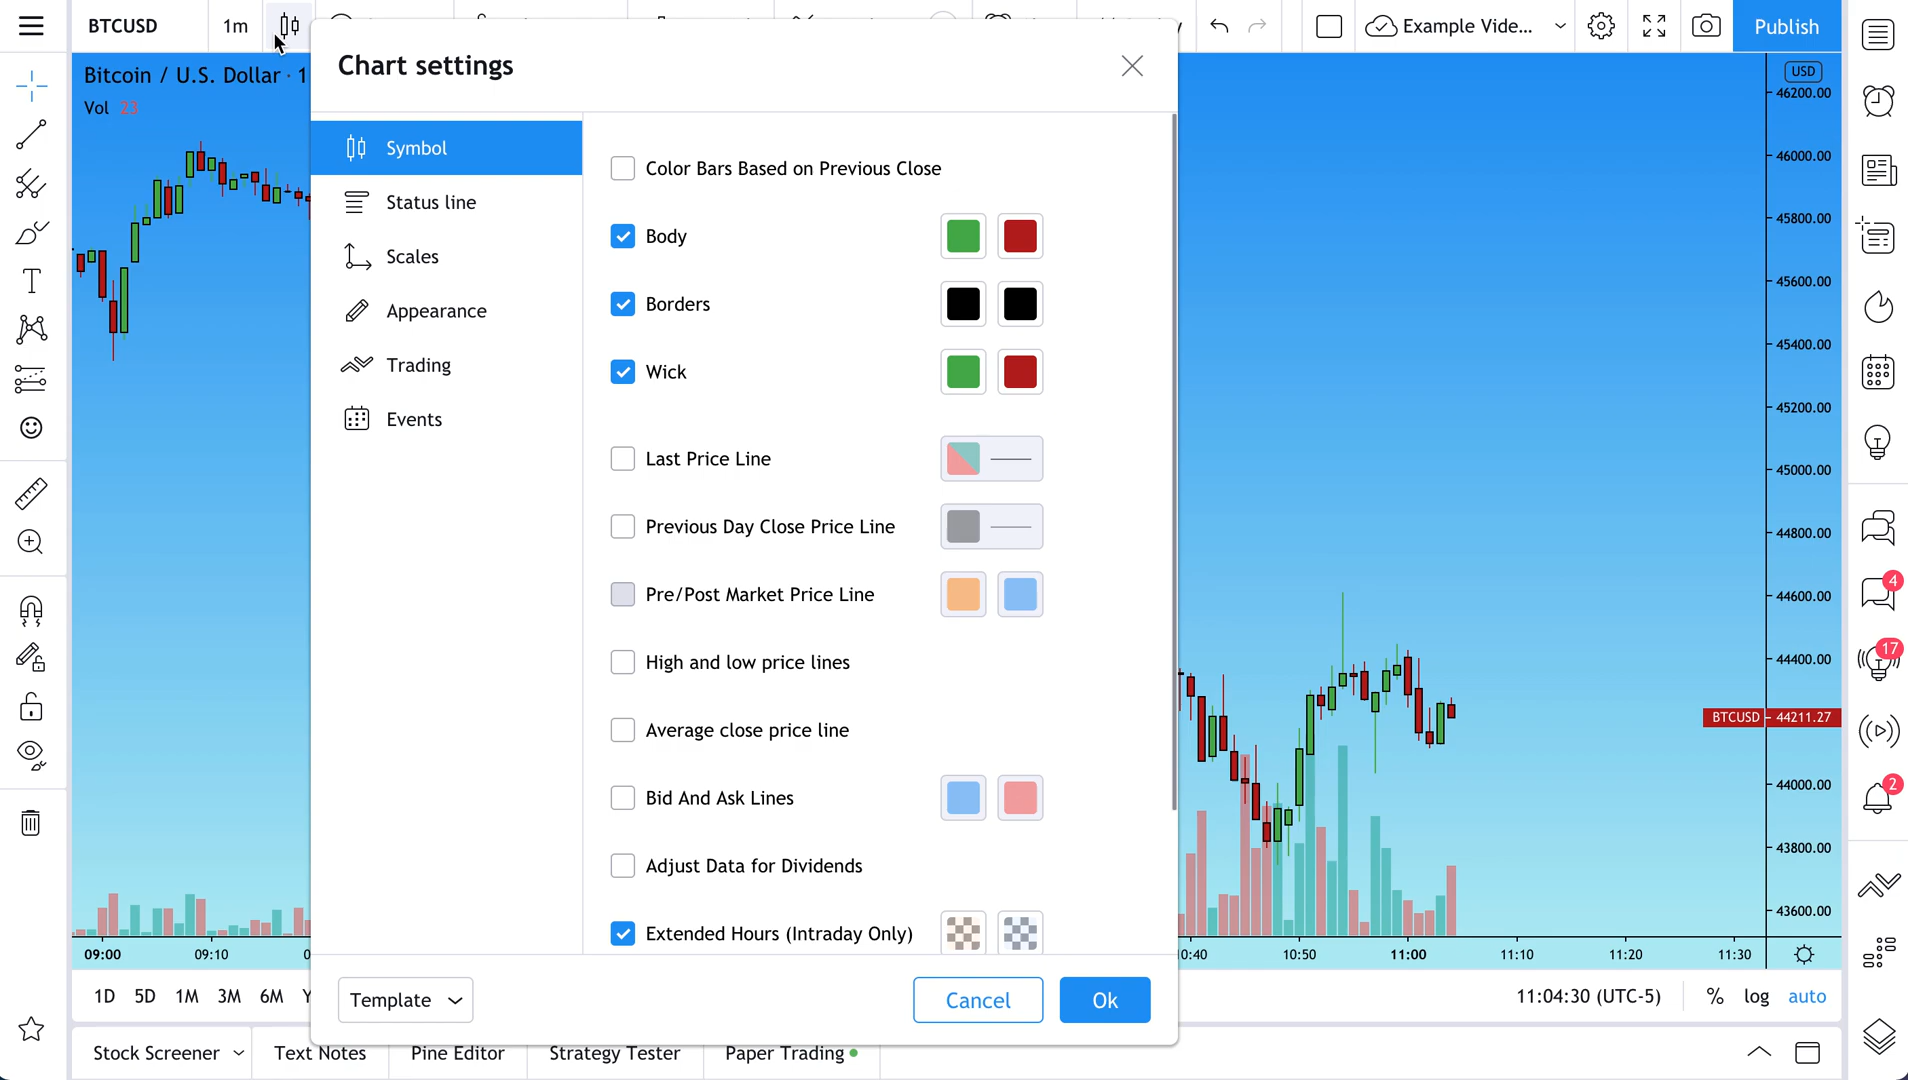 BTCUSD 1m Example Vide... Publish
Chart settings
Bitcoin / U.S. Dollar · 1
Vol 23
USD
46200.00
46000.00
45800.00
45600.00
45400.00
45200.00
45000.00
44800.00
44600.00
44400.00
BTCUSD 44211.27
44000.00
43800.00
43600.00
Symbol
Status line
Scales
Appearance
Trading
Events
Color Bars Based on Previous Close
Body
Borders
Wick
Last Price Line
Previous Day Close Price Line
Pre/Post Market Price Line
High and low price lines
Average close price line
Bid And Ask Lines
Adjust Data for Dividends
Extended Hours (Intraday Only)
4
17
2
09:00 09:10 10:50 11:00 11:10 11:20 11:30
Template Cancel Ok
1D 5D 1M 3M 6M 11:04:30 (UTC-5) % log auto
Stock Screener Text Notes Pine Editor Strategy Tester Paper Trading